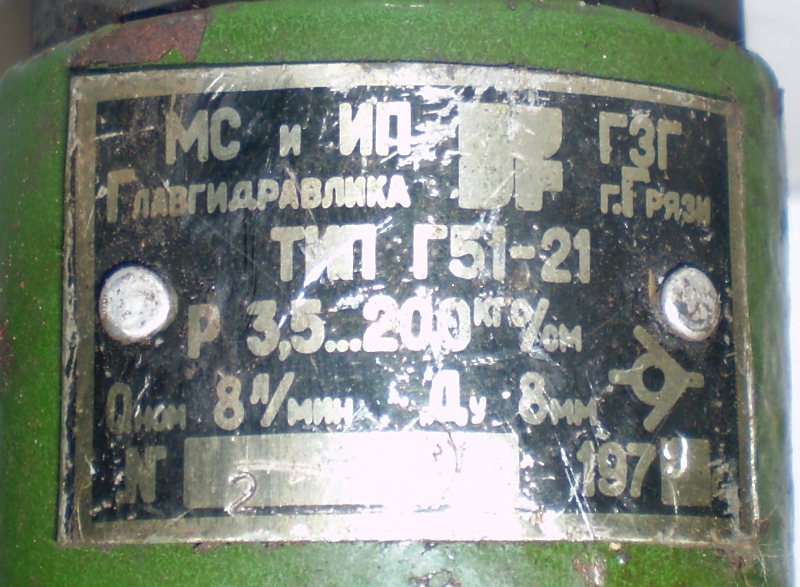 МС и ИП ГЗГ
Главгидравлика г.Грязи
ТИП Г51-21
Р 3,5...200 кгс/см
Qном 8 л/мин Ду 8мм
№ 2
197